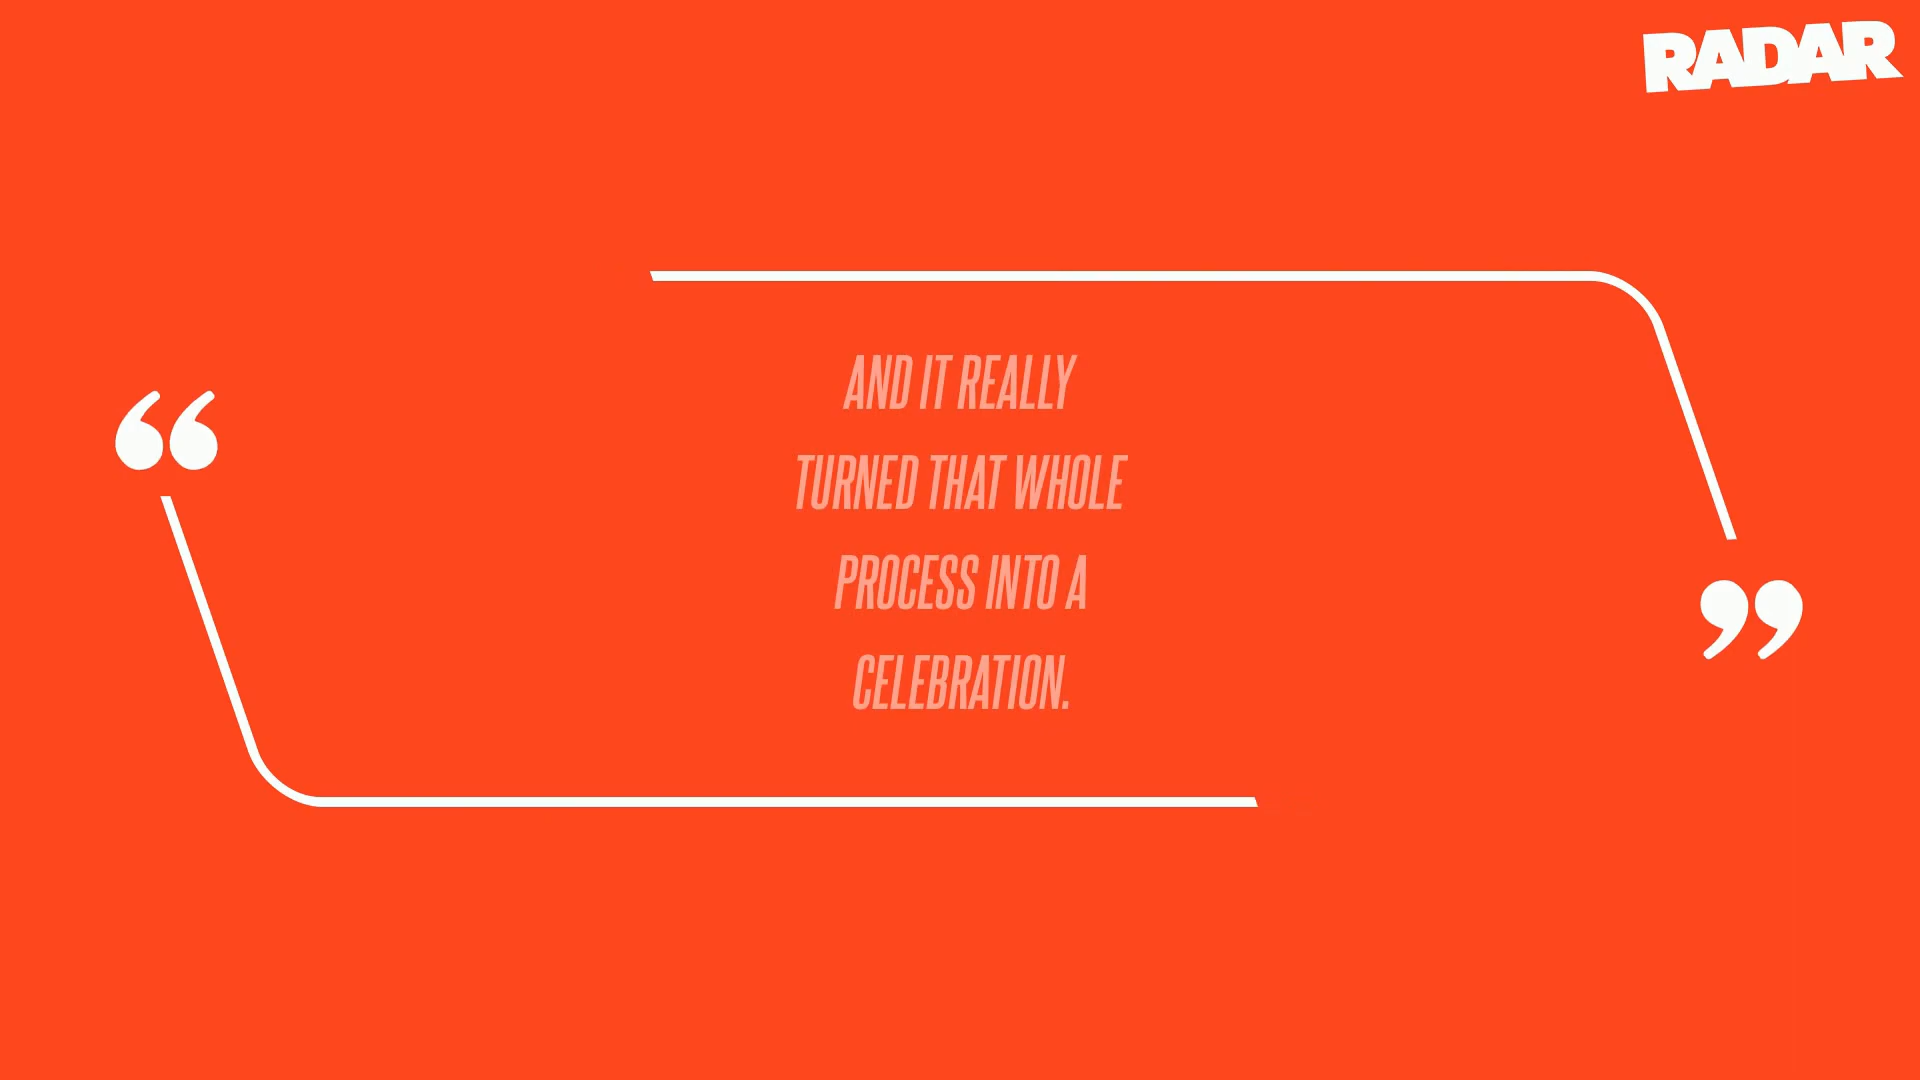 RADAR
“
AND IT REALLY
TURNED THAT WHOLE
PROCESS INTO A
CELEBRATION.
”